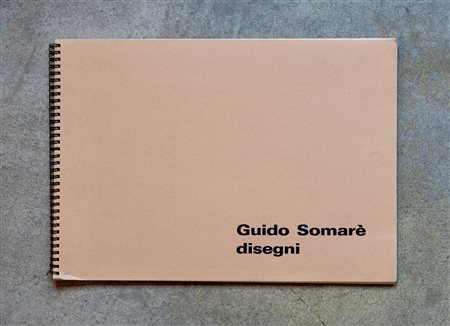 Guido Somarè
disegni